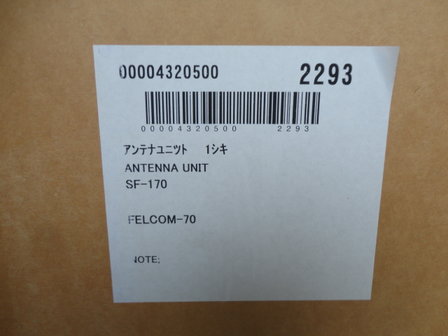 00004320500 2293
00004320500 2293
アンテナユニット 1シキ
ANTENNA UNIT
SF-170
FELCOM-70
NOTE;